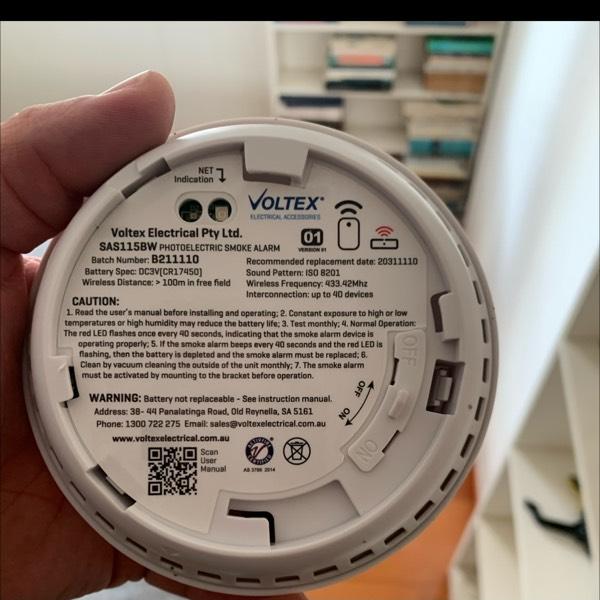 NET
Indication
VOLTEX®
ELECTRICAL ACCESSORIES
Voltex Electrical Pty Ltd.
SAS115BW PHOTOELECTRIC SMOKE ALARM
01
VERSION 01
Batch Number: B211110
Recommended replacement date: 20311110
Battery Spec: DC3V[CR17450]
Sound Pattern: ISO 8201
Wireless Distance: > 100m in free field
Wireless Frequency: 433.42Mhz
Interconnection: up to 40 devices
CAUTION:
1. Read the user's manual before installing and operating; 2. Constant exposure to high or low
temperatures or high humidity may reduce the battery life; 3. Test monthly; 4. Normal Operation:
The red LED flashes once every 40 seconds, indicating that the smoke alarm device is
operating properly; 5. If the smoke alarm beeps every 40 seconds and the red LED is
flashing, then the battery is depleted and the smoke alarm must be replaced; 6.
Clean by vacuum cleaning the outside of the unit monthly; 7. The smoke alarm
must be activated by mounting to the bracket before operation.
OFF
WARNING: Battery not replaceable - See instruction manual.
OFF
ON
Address: 38- 44 Panalatinga Road, Old Reynella, SA 5161
Phone: 1300 722 275 Email: sales@voltexelectrical.com.au
ON
www.voltexelectrical.com.au
Scan
User
Manual
AS 3786 2014